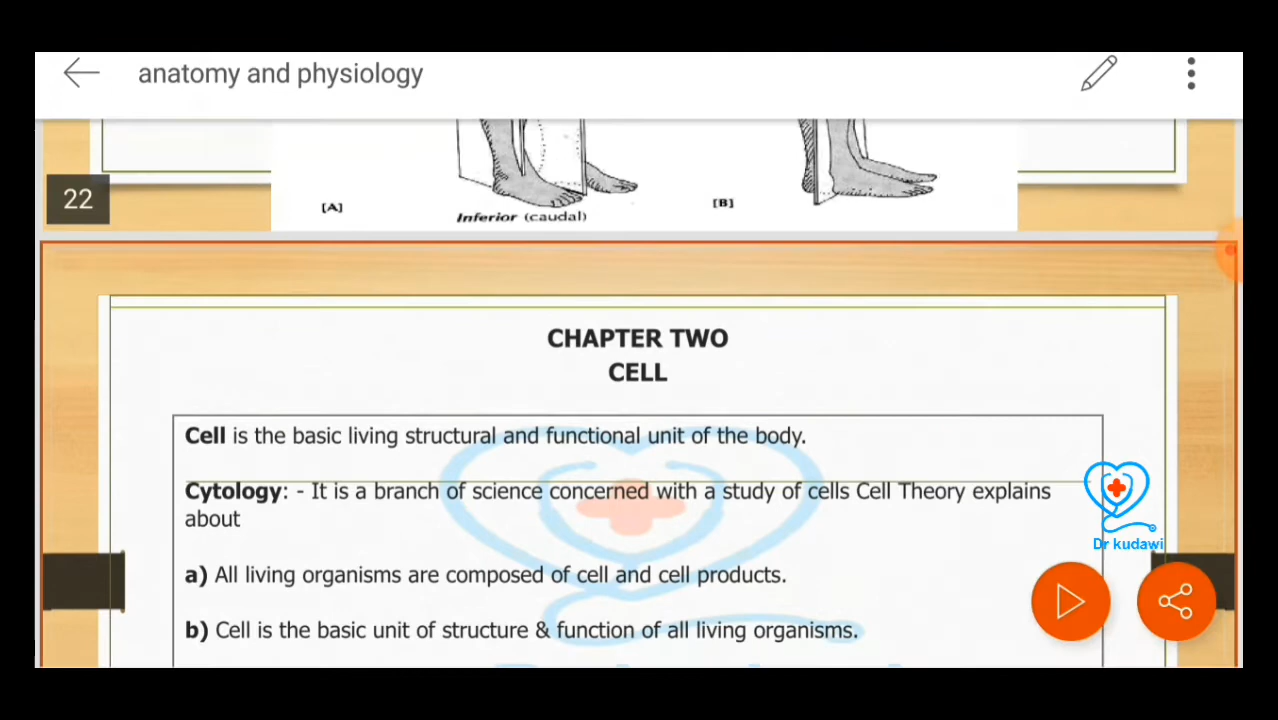 anatomy and physiology
22
[A]
Inferior (caudal)
[B]
CHAPTER TWO
CELL
Cell is the basic living structural and functional unit of the body.
Cytology: - It is a branch of science concerned with a study of cells Cell Theory explains
about
Dr kudawi
a) All living organisms are composed of cell and cell products.
b) Cell is the basic unit of structure & function of all living organisms.